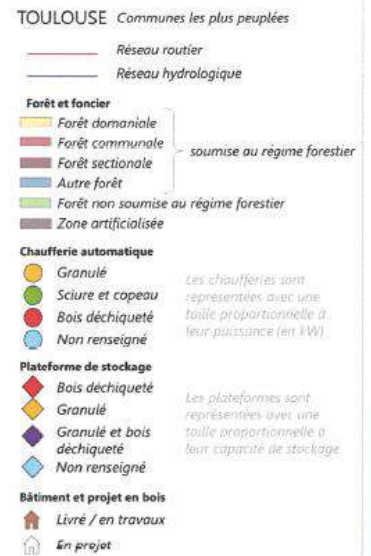 TOULOUSE Communes les plus peuplées
Réseau routier
Réseau hydrologique
Forêt et foncier
Forêt domaniale
Forêt communale
Forêt sectionale
Autre forêt
soumise au régime forestier
Forêt non soumise au régime forestier
Zone artificialisée
Chaufferie automatique
Granulé
Sciure et copeau
Bois déchiqueté
Non renseigné
Les chaufferies sont
représentées avec une
taille proportionnelle à
leur puissance (en kW)
Plateforme de stockage
Bois déchiqueté
Granulé
Granulé et bois
déchiqueté
Non renseigné
Les plateformes sont
représentées avec une
taille proportionnelle à
leur capacité de stockage
Bâtiment et projet en bois
Livré / en travaux
En projet